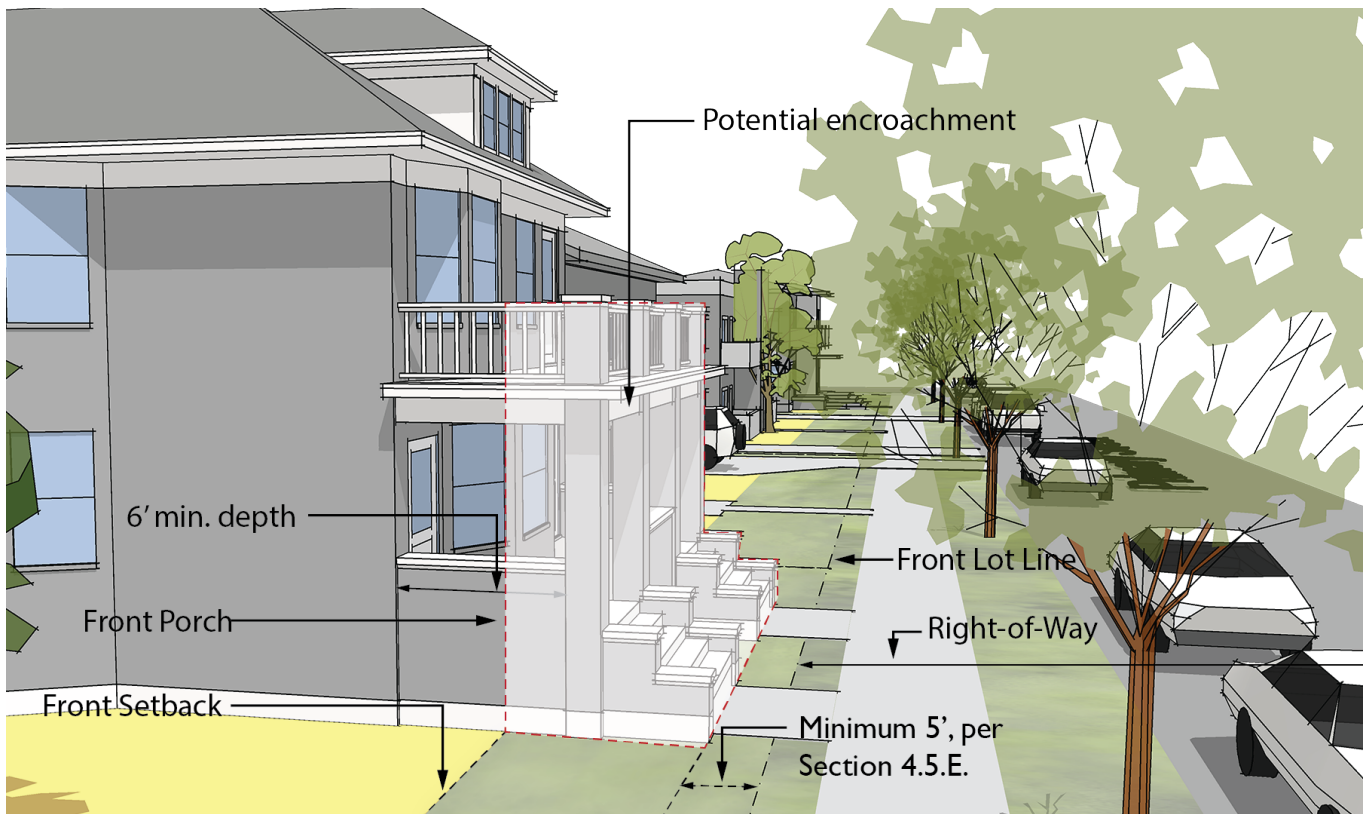 Potential encroachment
6’ min. depth
Front Lot Line
Front Porch
Right-of-Way
Front Setback
Minimum 5’, per
Section 4.5.E.